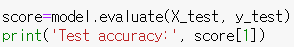 score=model.evaluate(X_test, y_test)
print('Test accuracy:', score[1])